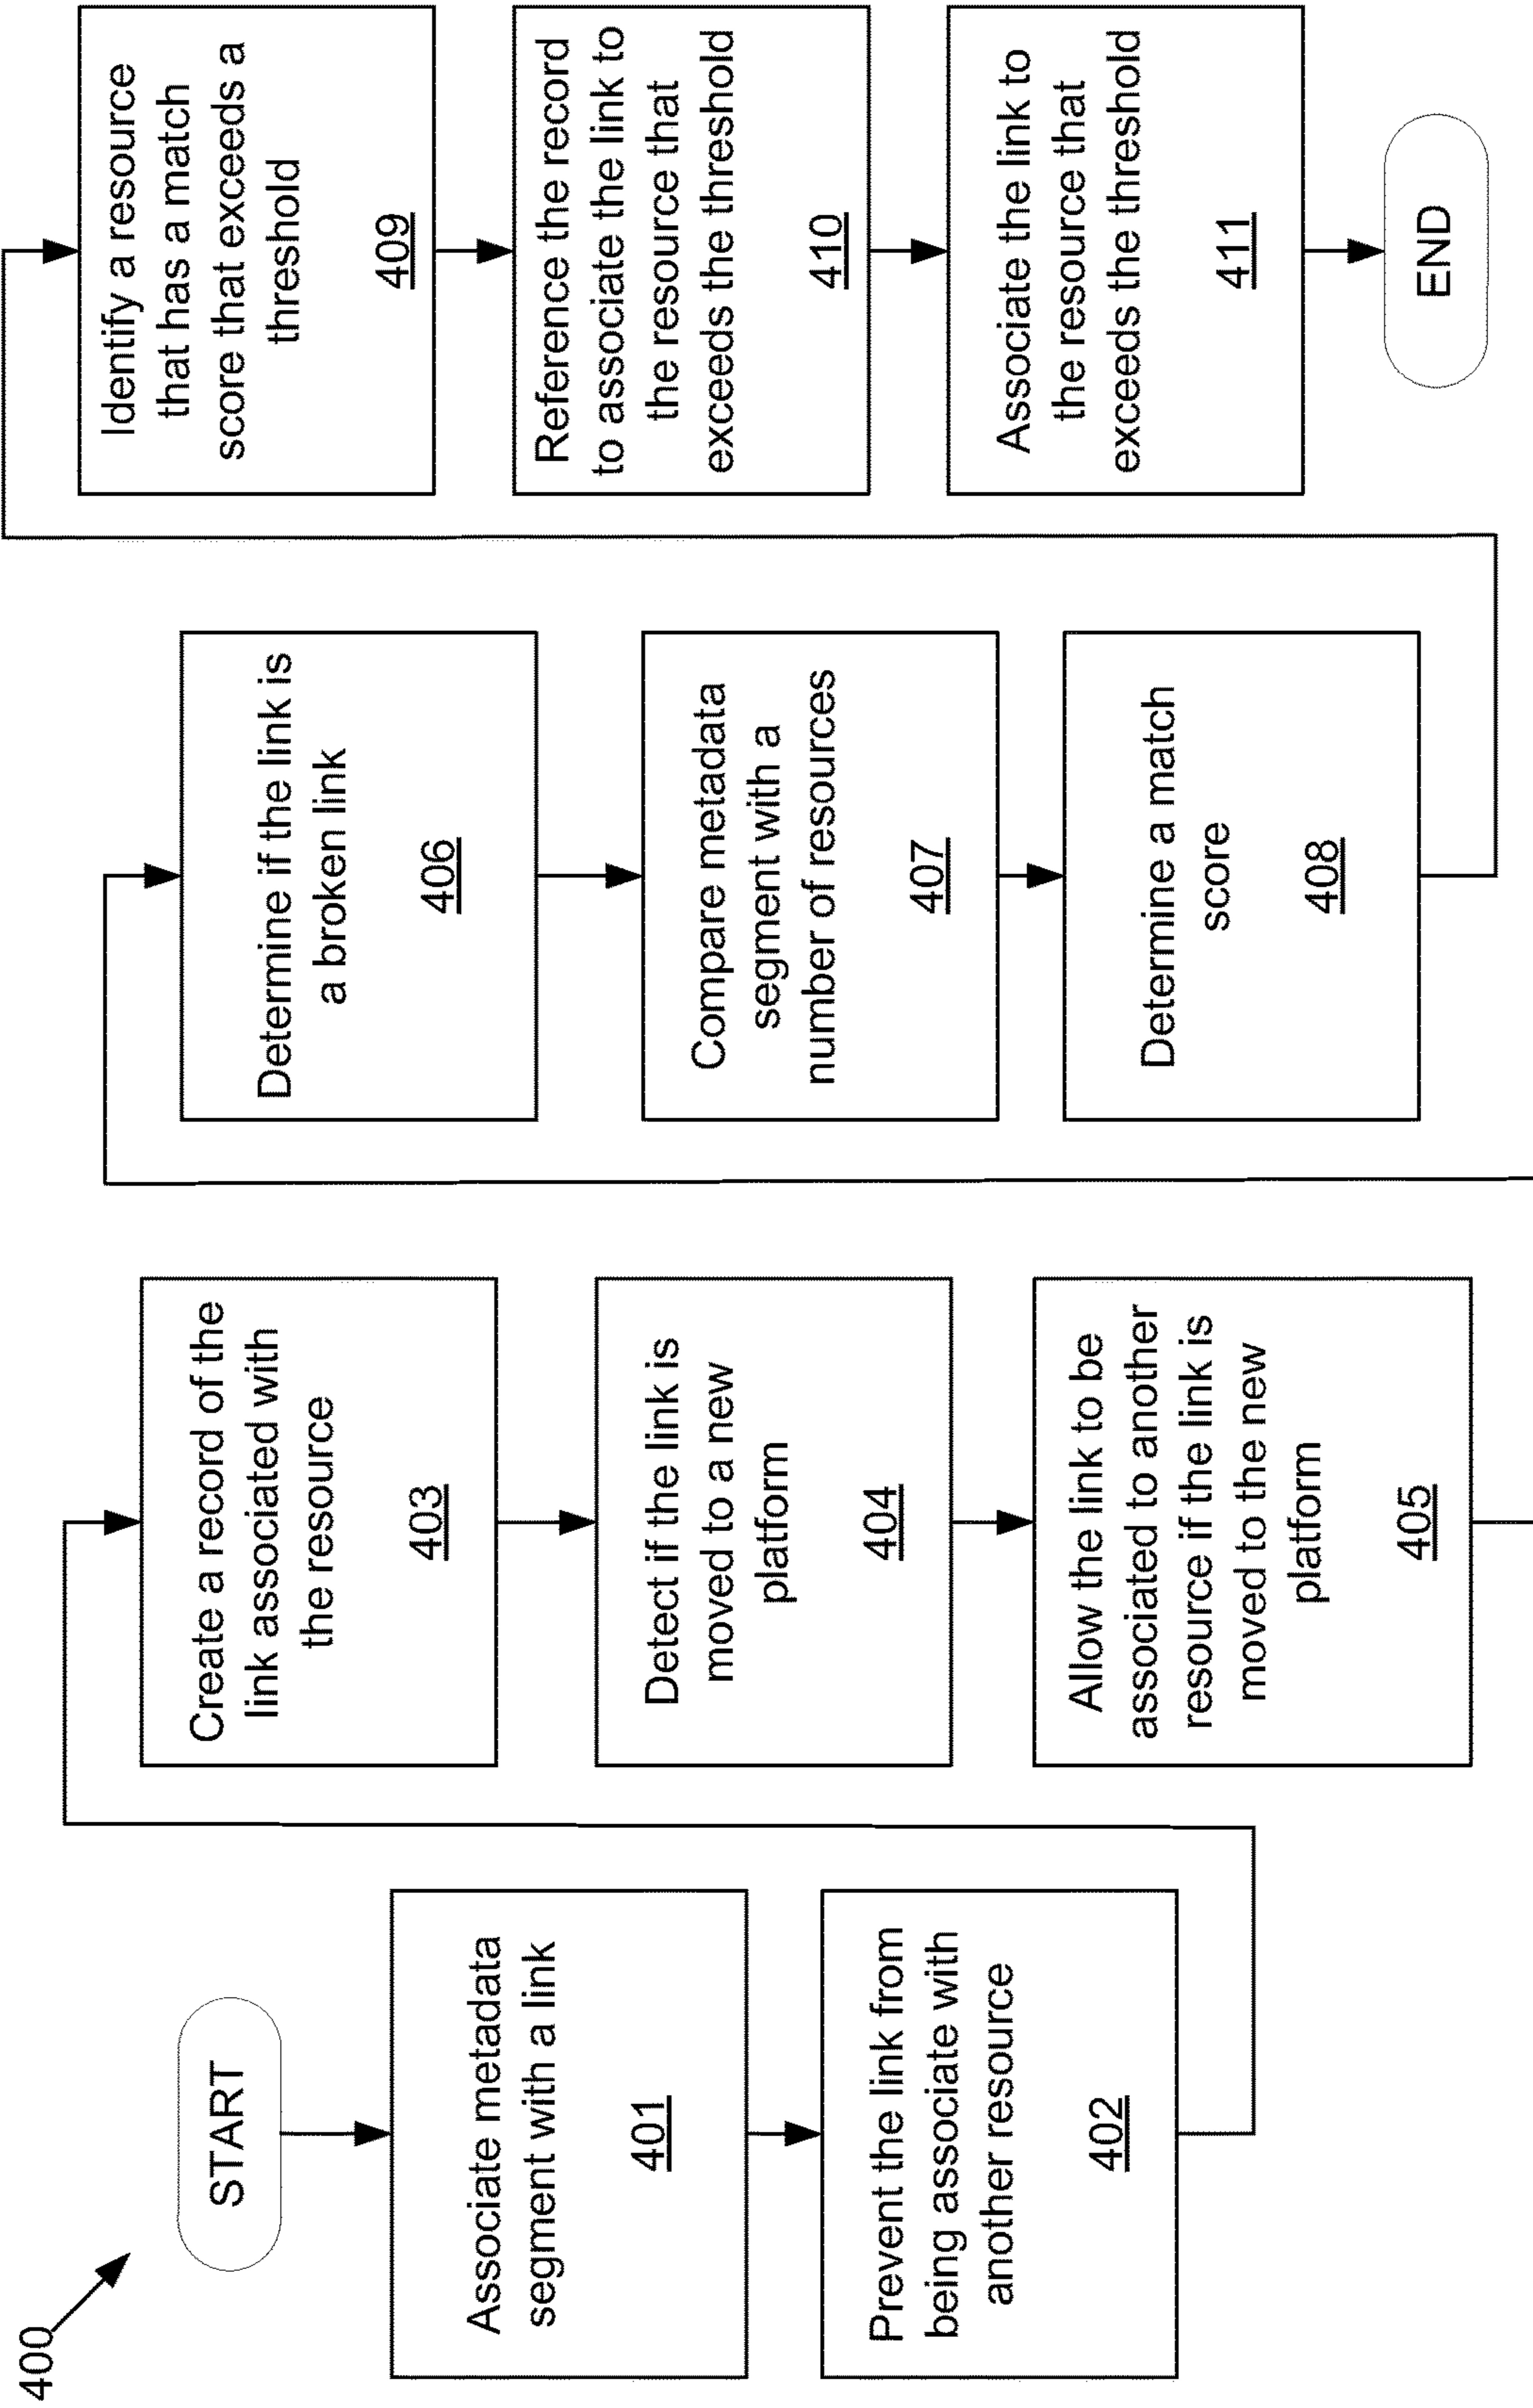 400
START
Associate metadata
segment with a link
401
Prevent the link from
being associate with
another resource
402
Create a record of the
link associated with
the resource
403
Detect if the link is
moved to a new
platform
404
Allow the link to be
associated to another
resource if the link is
moved to the new
platform
405
Determine if the link is
a broken link
406
Compare metadata
segment with a
number of resources
407
Determine a match
score
408
Identify a resource
that has a match
score that exceeds a
threshold
409
Reference the record
to associate the link to
the resource that
exceeds the threshold
410
Associate the link to
the resource that
exceeds the threshold
411
END